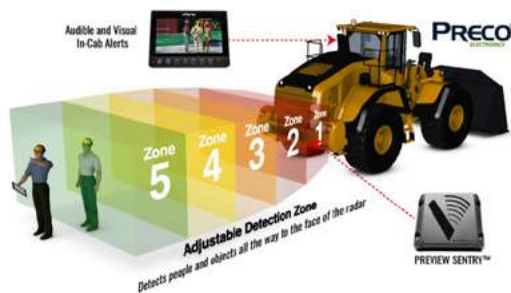 Audible and Visual
In-Cab Alerts
PRECO
ELECTRONICS
Zone
5
Zone
4
Zone
3
Zone
2
Zone
1
Adjustable Detection Zone
Detects people and objects all the way to the face of the radar
PREVIEW SENTRY™